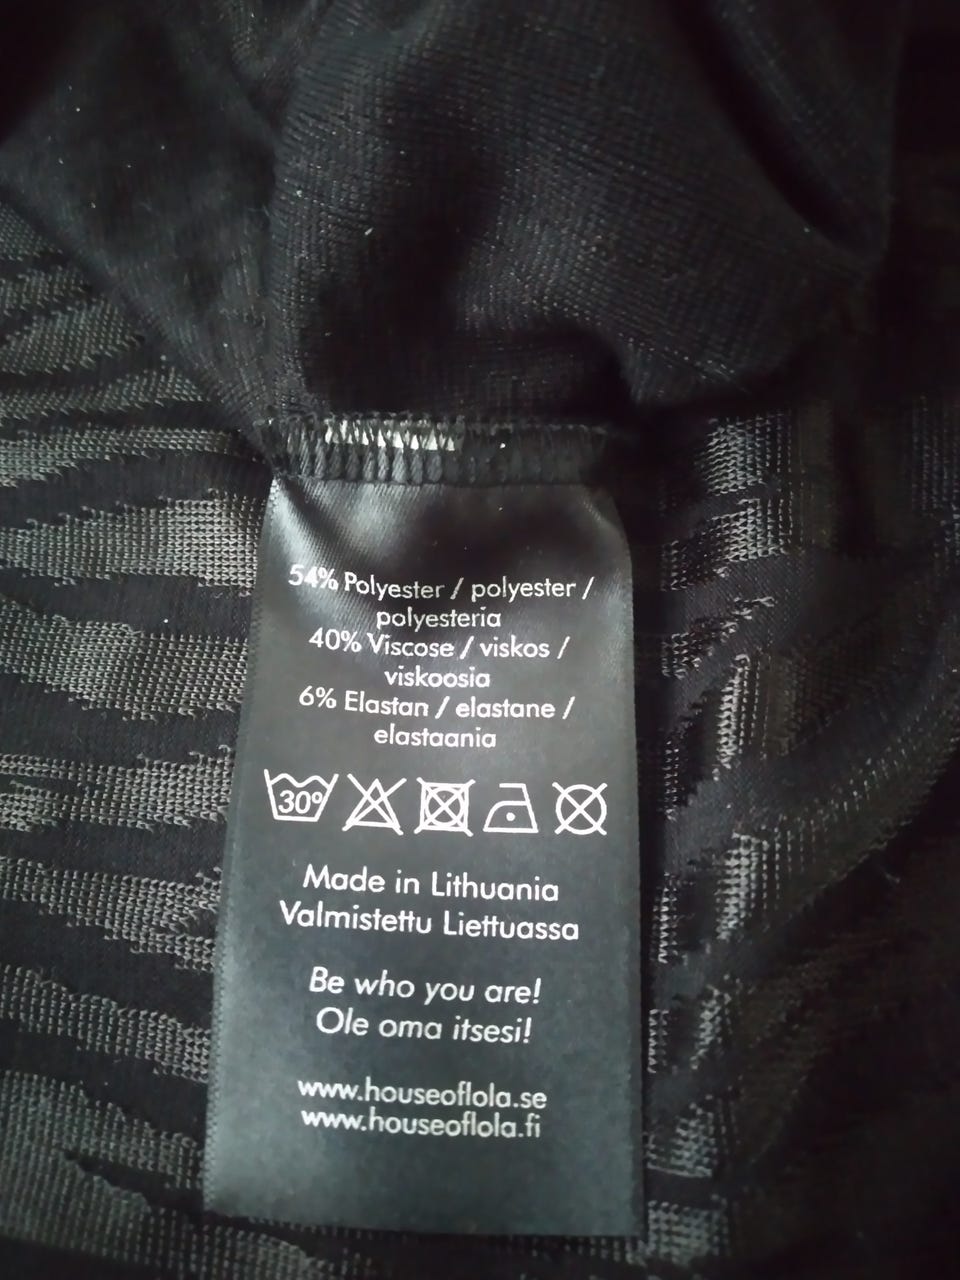 54% Polyester / polyester /
polyesteria
40% Viscose / viskos /
viskoosia
6% Elastan / elastane /
elastaania
30°
Made in Lithuania
Valmistettu Liettuassa
Be who you are!
Ole oma itsesi!
www.houseoflola.se
www.houseoflola.fi